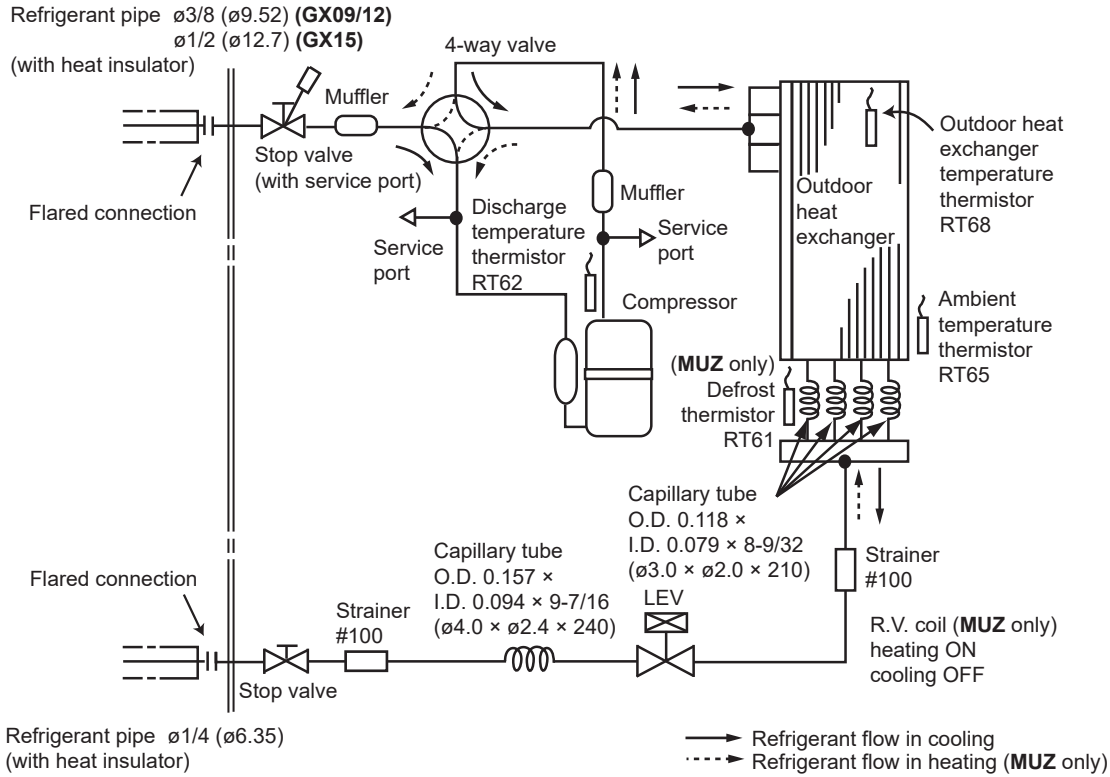 Refrigerant pipe ø3/8 (ø9.52) (GX09/12)
ø1/2 (ø12.7) (GX15)
(with heat insulator)
4-way valve
Muffler
Stop valve
(with service port)
Flared connection
Service
port
Discharge
temperature
thermistor
RT62
Muffler
Service
port
Compressor
Outdoor
heat
exchanger
Outdoor heat
exchanger
temperature
thermistor
RT68
Ambient
temperature
thermistor
RT65
(MUZ only)
Defrost
thermistor
RT61
Capillary tube
O.D. 0.118 ×
I.D. 0.079 × 8-9/32
(ø3.0 × ø2.0 × 210)
Capillary tube
O.D. 0.157 ×
I.D. 0.094 × 9-7/16
(ø4.0 × ø2.4 × 240)
LEV
Strainer
#100
Flared connection
Strainer
#100
Stop valve
R.V. coil (MUZ only)
heating ON
cooling OFF
Refrigerant pipe ø1/4 (ø6.35)
(with heat insulator)
Refrigerant flow in cooling
Refrigerant flow in heating (MUZ only)